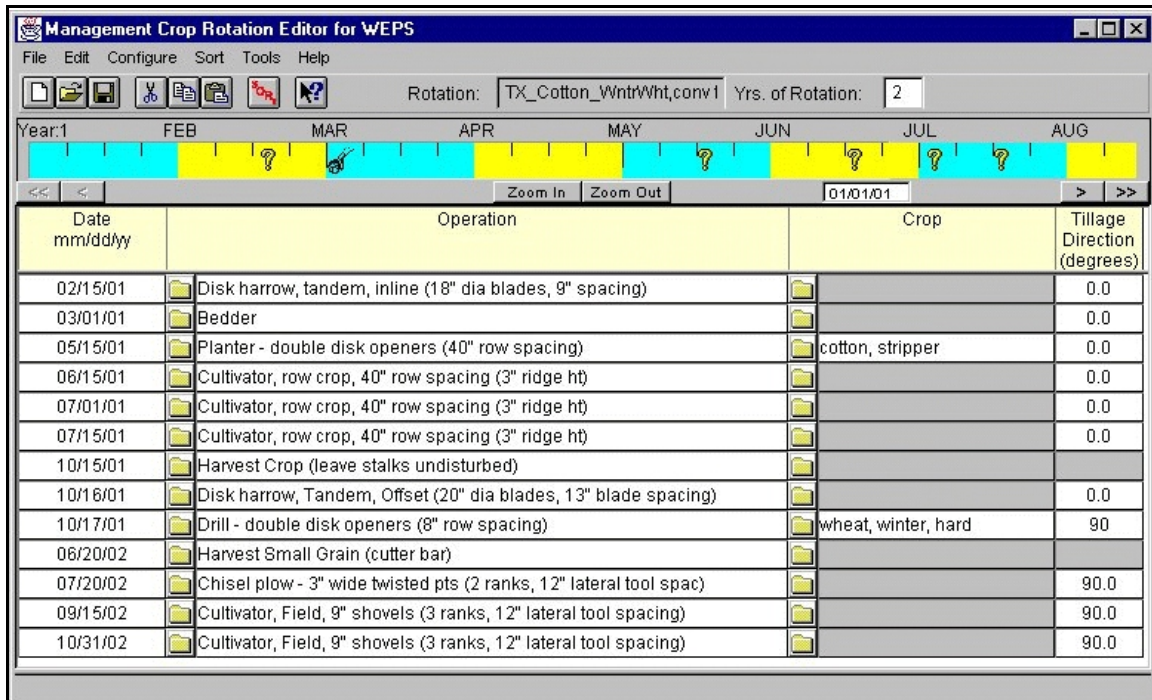 Management Crop Rotation Editor for WEPS
File Edit Configure Sort Tools Help
Rotation: TX_Cotton_WntrWht,conv1 Yrs. of Rotation: 2
Year:1 FEB MAR APR MAY JUN JUL AUG
<< < Zoom In Zoom Out 01/01/01 > >>
Date Operation Crop Tillage
mm/dd/yy Direction
(degrees)
02/15/01 Disk harrow, tandem, inline (18" dia blades, 9" spacing) 0.0
03/01/01 Bedder 0.0
05/15/01 Planter - double disk openers (40" row spacing) cotton, stripper 0.0
06/15/01 Cultivator, row crop, 40" row spacing (3" ridge ht) 0.0
07/01/01 Cultivator, row crop, 40" row spacing (3" ridge ht) 0.0
07/15/01 Cultivator, row crop, 40" row spacing (3" ridge ht) 0.0
10/15/01 Harvest Crop (leave stalks undisturbed)
10/16/01 Disk harrow, Tandem, Offset (20" dia blades, 13" blade spacing) 0.0
10/17/01 Drill - double disk openers (8" row spacing) wheat, winter, hard 90
06/20/02 Harvest Small Grain (cutter bar)
07/20/02 Chisel plow - 3" wide twisted pts (2 ranks, 12" lateral tool spac) 90.0
09/15/02 Cultivator, Field, 9" shovels (3 ranks, 12" lateral tool spacing) 90.0
10/31/02 Cultivator, Field, 9" shovels (3 ranks, 12" lateral tool spacing) 90.0